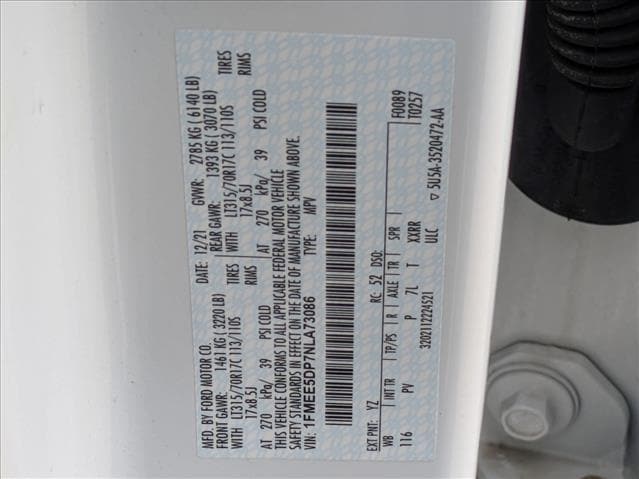 MFD. BY FORD MOTOR CO.
DATE: 12/21 GVWR: 2785 KG ( 6140 LB)
FRONT GAWR: 1461KG ( 3220 LB) REAR GAWR: 1393 KG ( 3070 LB)
WITH LT315/70R17C 113/110S TIRES WITH LT315/70R17C 113/110S TIRES
17x8.5J RIMS 17x8.5J RIMS
AT 270 kPa/ 39 PSI COLD AT 270 kPa/ 39 PSI COLD
THIS VEHICLE CONFORMS TO ALL APPLICABLE FEDERAL MOTOR VEHICLE
SAFETY STANDARDS IN EFFECT ON THE DATE OF MANUFACTURE SHOWN ABOVE.
VIN: 1FMEE5DP7NLA73086 TYPE: MPV
EXT PNT: YZ RC: 52 DSO: F0089
WB INT TR TP/PS R AXLE TR SPR T0257
116 PV P 7L T XXRR
3202112224521 ULC ▽ 5U5A-3520472-AA